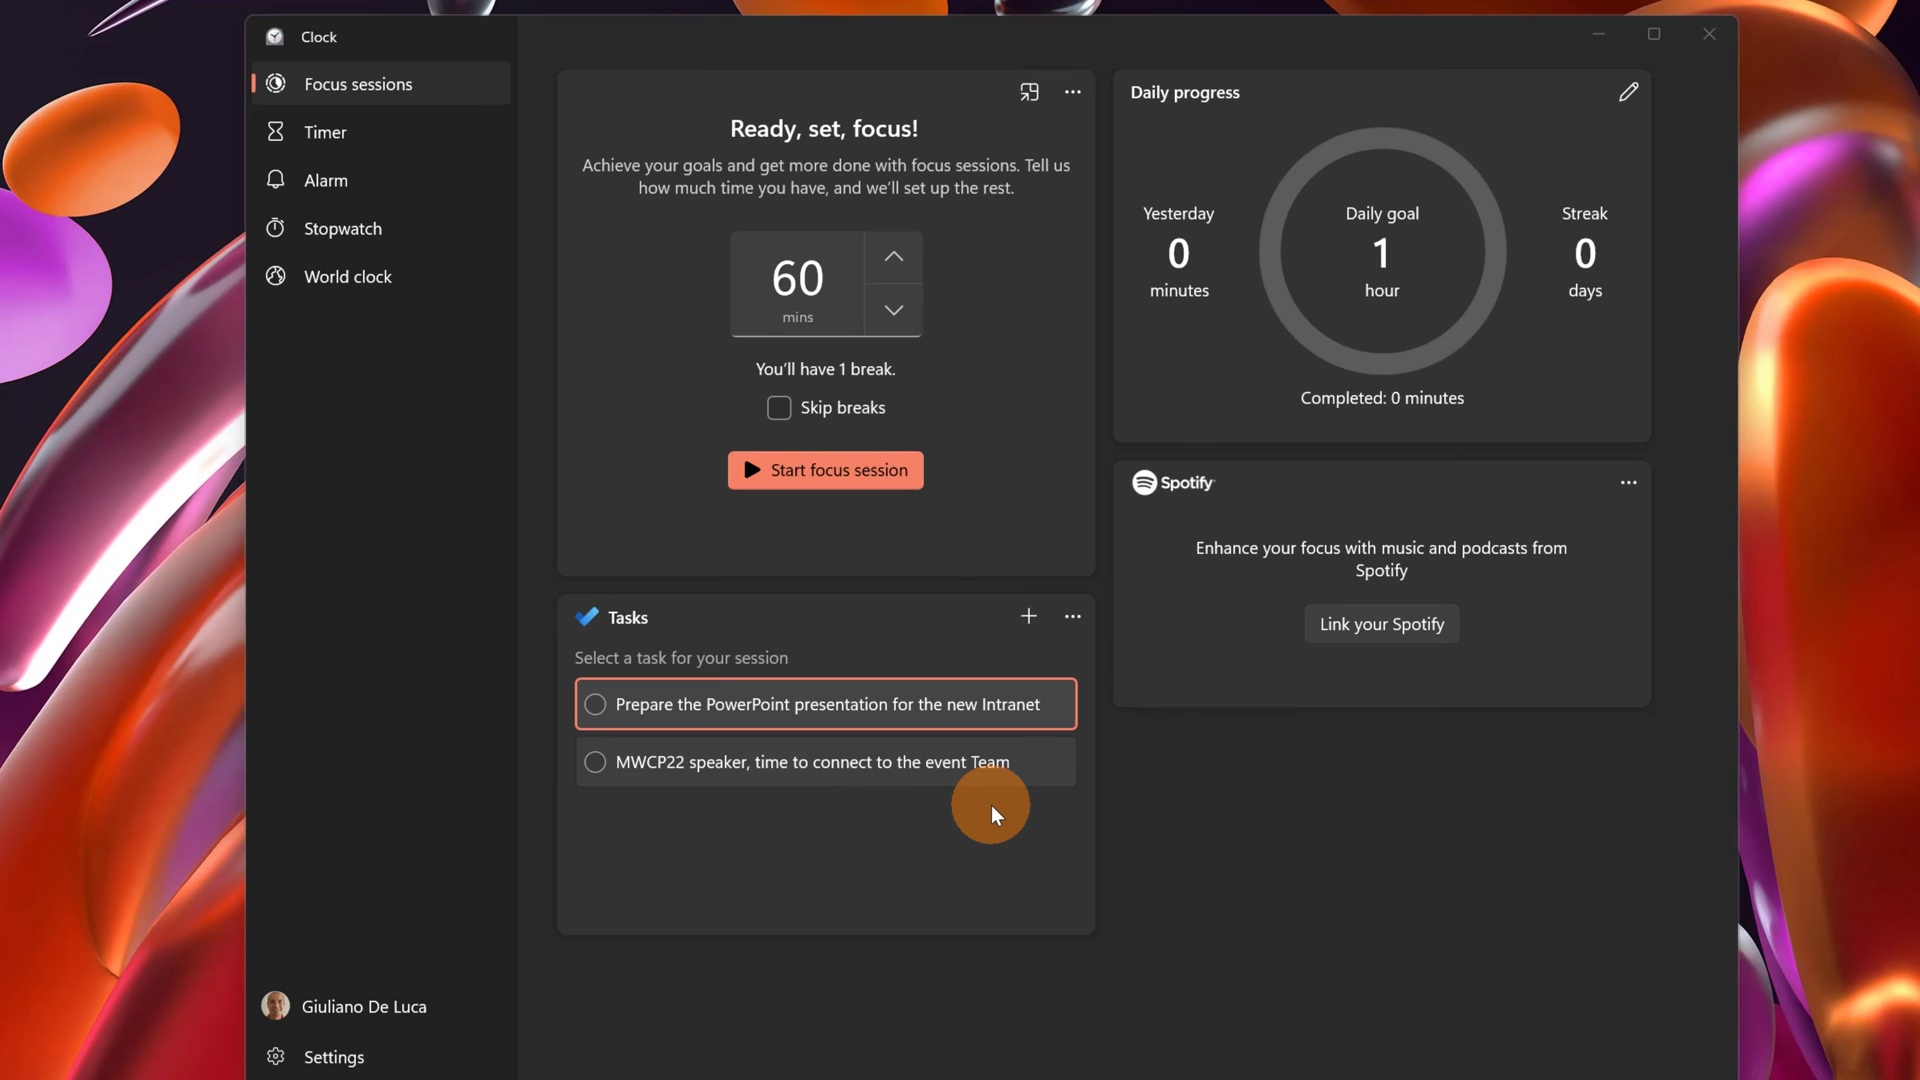 Clock
Focus sessions
Timer
Alarm
Stopwatch
World clock
Giuliano De Luca
Settings
Ready, set, focus!
Achieve your goals and get more done with focus sessions. Tell us
how much time you have, and we'll set up the rest.
60
mins
You'll have 1 break.
Skip breaks
Start focus session
Tasks
Select a task for your session
Prepare the PowerPoint presentation for the new Intranet
MWCP22 speaker, time to connect to the event Team
Daily progress
Yesterday
0
minutes
Daily goal
1
hour
Streak
0
days
Completed: 0 minutes
Spotify
Enhance your focus with music and podcasts from
Spotify
Link your Spotify